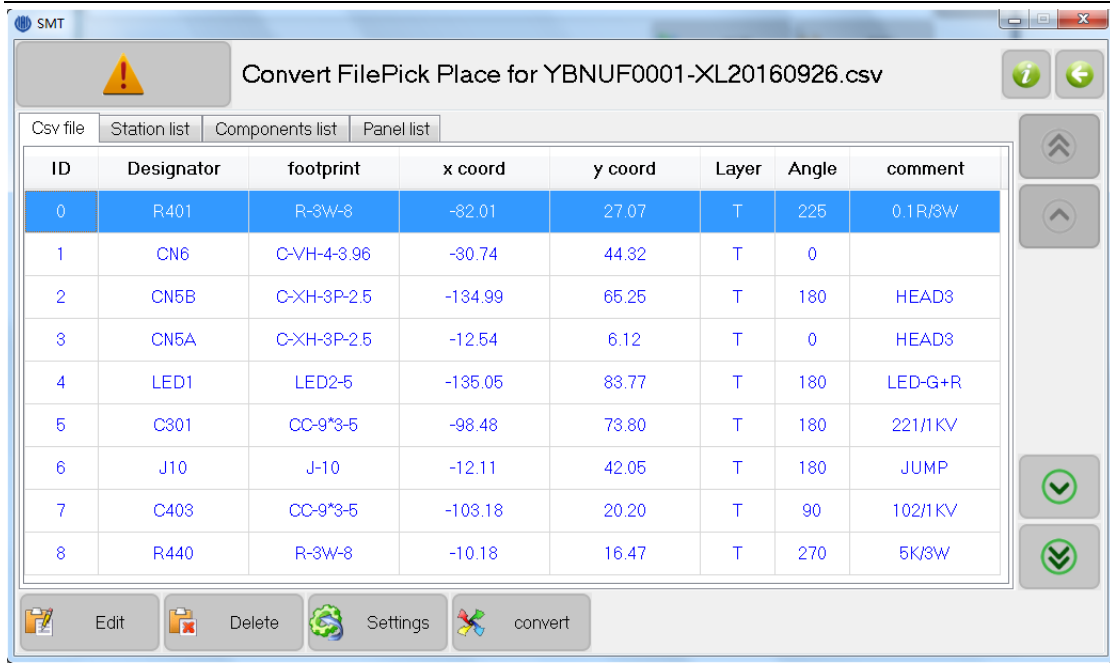 SMT
Convert FilePick Place for YBNUF0001-XL20160926.csv
Csv file Station list Components list Panel list
ID Designator footprint x coord y coord Layer Angle comment
0 R401 R-3W-8 -82.01 27.07 T 225 0.1R/3W
1 CN6 C-VH-4-3.96 -30.74 44.32 T 0
2 CN5B C-XH-3P-2.5 -134.99 65.25 T 180 HEAD3
3 CN5A C-XH-3P-2.5 -12.54 6.12 T 0 HEAD3
4 LED1 LED2-5 -135.05 83.77 T 180 LED-G+R
5 C301 CC-9*3-5 -98.48 73.80 T 180 221/1KV
6 J10 J-10 -12.11 42.05 T 180 JUMP
7 C403 CC-9*3-5 -103.18 20.20 T 90 102/1KV
8 R440 R-3W-8 -10.18 16.47 T 270 5K/3W
Edit Delete Settings convert